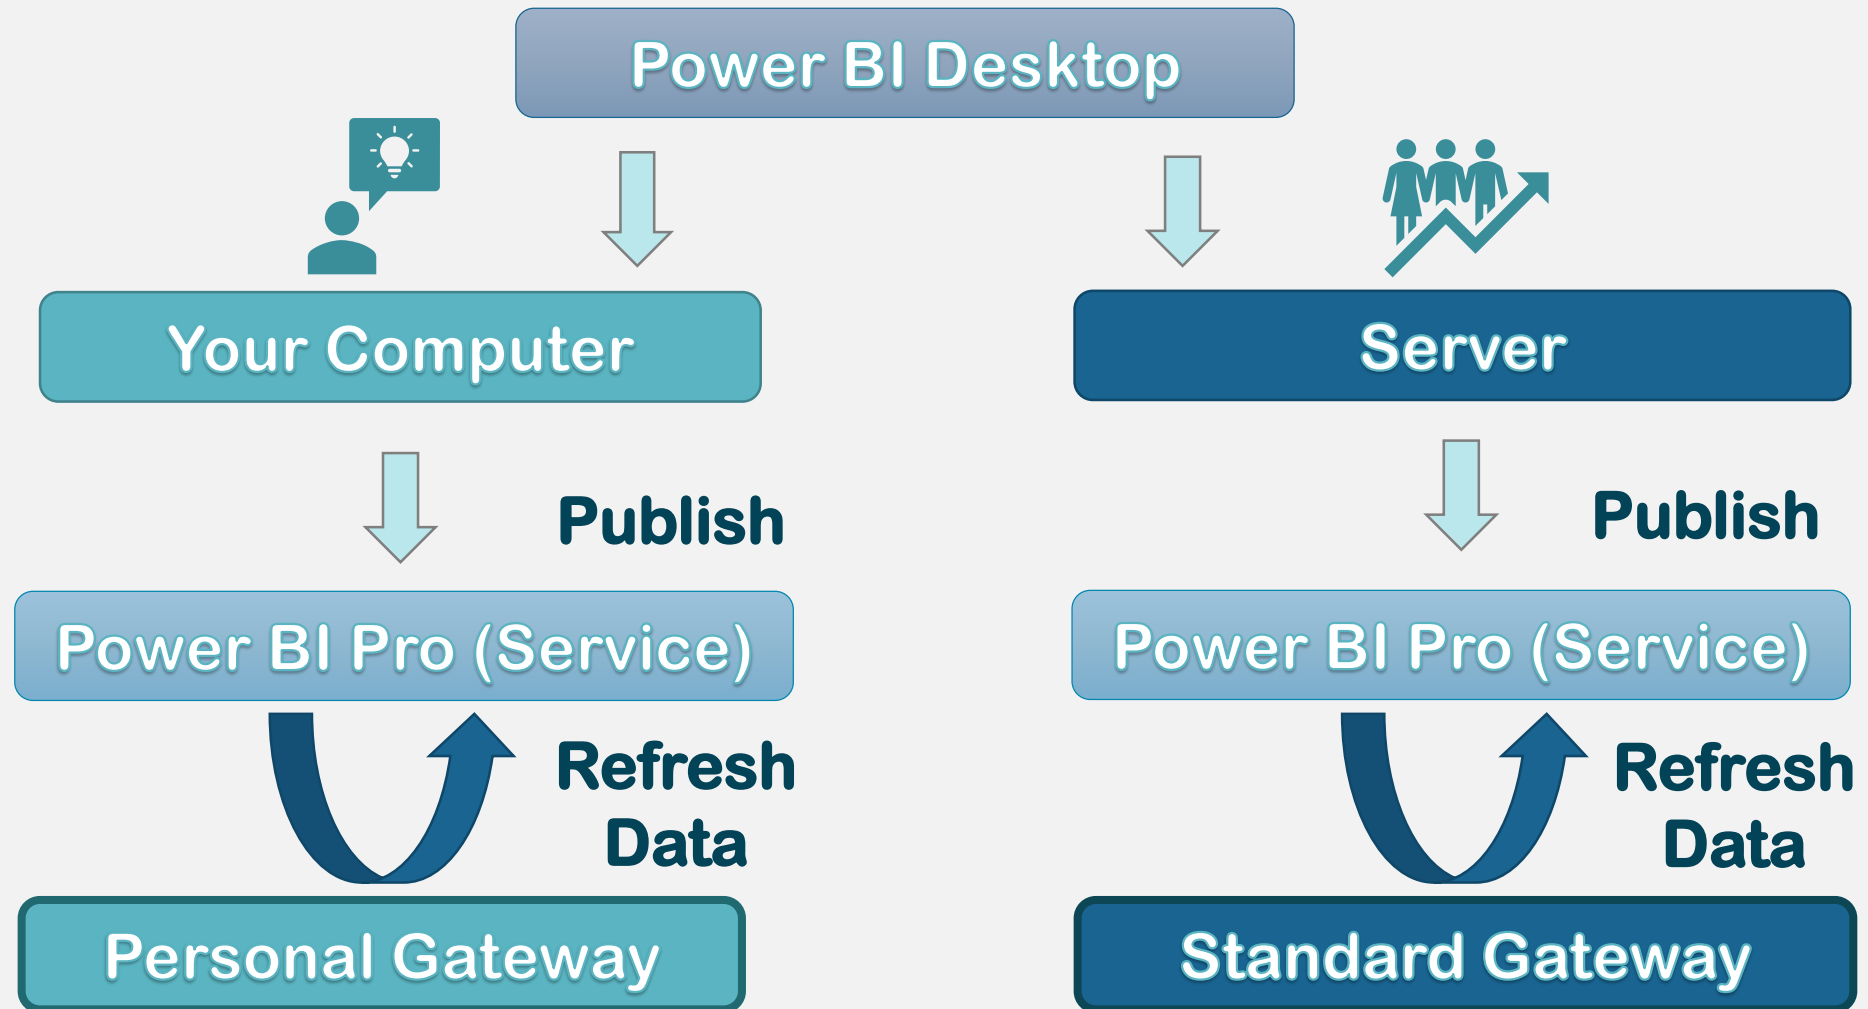 Power BI Desktop
Your Computer
Server
Publish
Publish
Power BI Pro (Service)
Power BI Pro (Service)
Refresh
Data
Refresh
Data
Personal Gateway
Standard Gateway